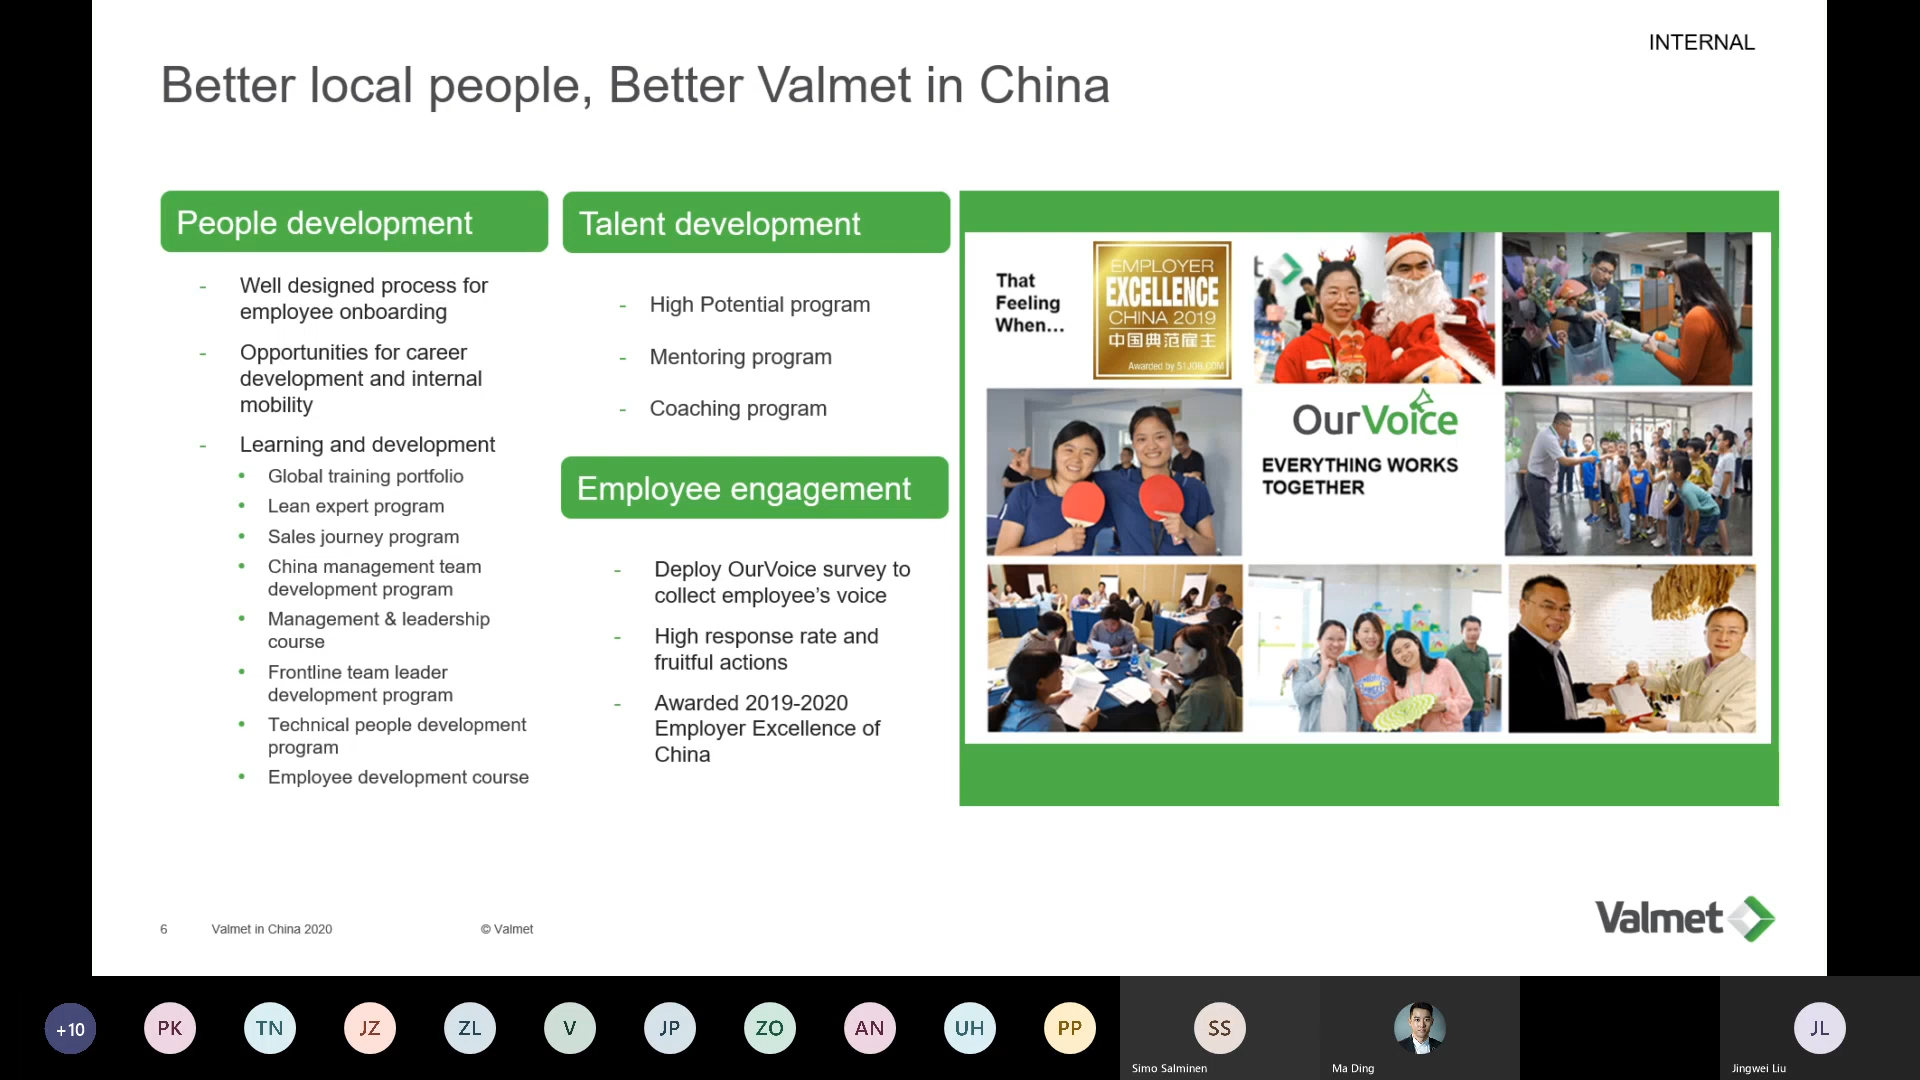 INTERNAL
Better local people, Better Valmet in China
People development
- Well designed process for
employee onboarding
- Opportunities for career
development and internal
mobility
- Learning and development
• Global training portfolio
• Lean expert program
• Sales journey program
• China management team
development program
• Management & leadership
course
• Frontline team leader
development program
• Technical people development
program
• Employee development course
Talent development
- High Potential program
- Mentoring program
- Coaching program
Employee engagement
- Deploy OurVoice survey to
collect employee’s voice
- High response rate and
fruitful actions
- Awarded 2019-2020
Employer Excellence of
China
That
Feeling
When...
EMPLOYER
EXCELLENCE
CHINA 2019
中国典范雇主
Awarded by 51JOB.COM
OurVoice
EVERYTHING WORKS
TOGETHER
6 Valmet in China 2020 © Valmet
Valmet
+10 PK TN JZ ZL V JP ZO AN UH PP SS JL
Simo Salminen Ma Ding Jingwei Liu